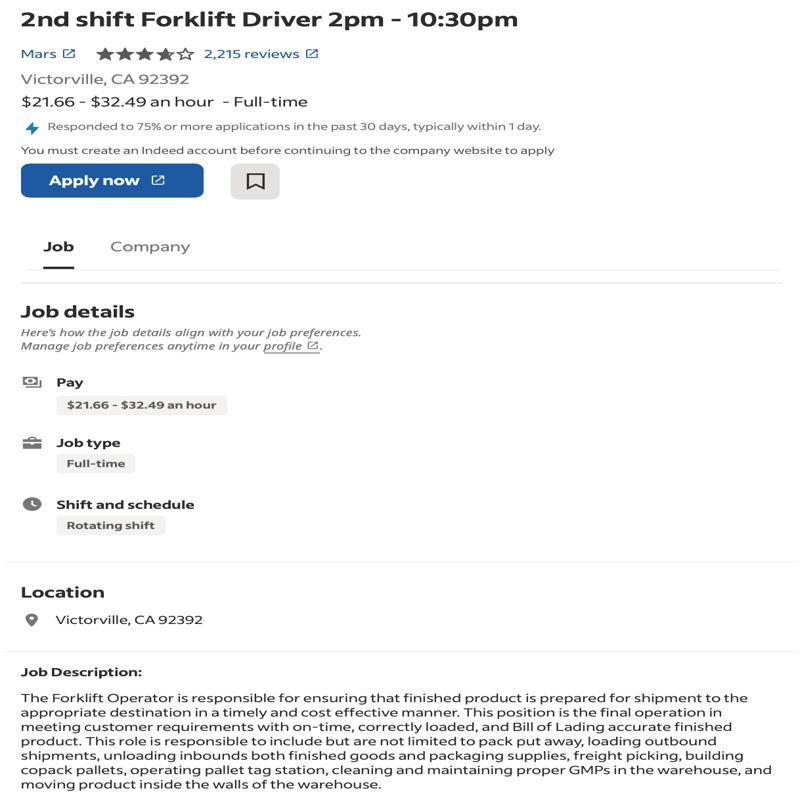 2nd shift Forklift Driver 2pm - 10:30pm
Mars 2,215 reviews
Victorville, CA 92392
$21.66 - $32.49 an hour - Full-time
Responded to 75% or more applications in the past 30 days, typically within 1 day.
You must create an Indeed account before continuing to the company website to apply
Apply now
Job Company
Job details
Here's how the job details align with your job preferences.
Manage job preferences anytime in your profile.
Pay
$21.66 - $32.49 an hour
Job type
Full-time
Shift and schedule
Rotating shift
Location
Victorville, CA 92392
Job Description:
The Forklift Operator is responsible for ensuring that finished product is prepared for shipment to the
appropriate destination in a timely and cost effective manner. This position is the final operation in
meeting customer requirements with on-time, correctly loaded, and Bill of Lading accurate finished
product. This role is responsible to include but are not limited to pack put away, loading outbound
shipments, unloading inbounds both finished goods and packaging supplies, freight picking, building
copack pallets, operating pallet tag station, cleaning and maintaining proper GMPs in the warehouse, and
moving product inside the walls of the warehouse.